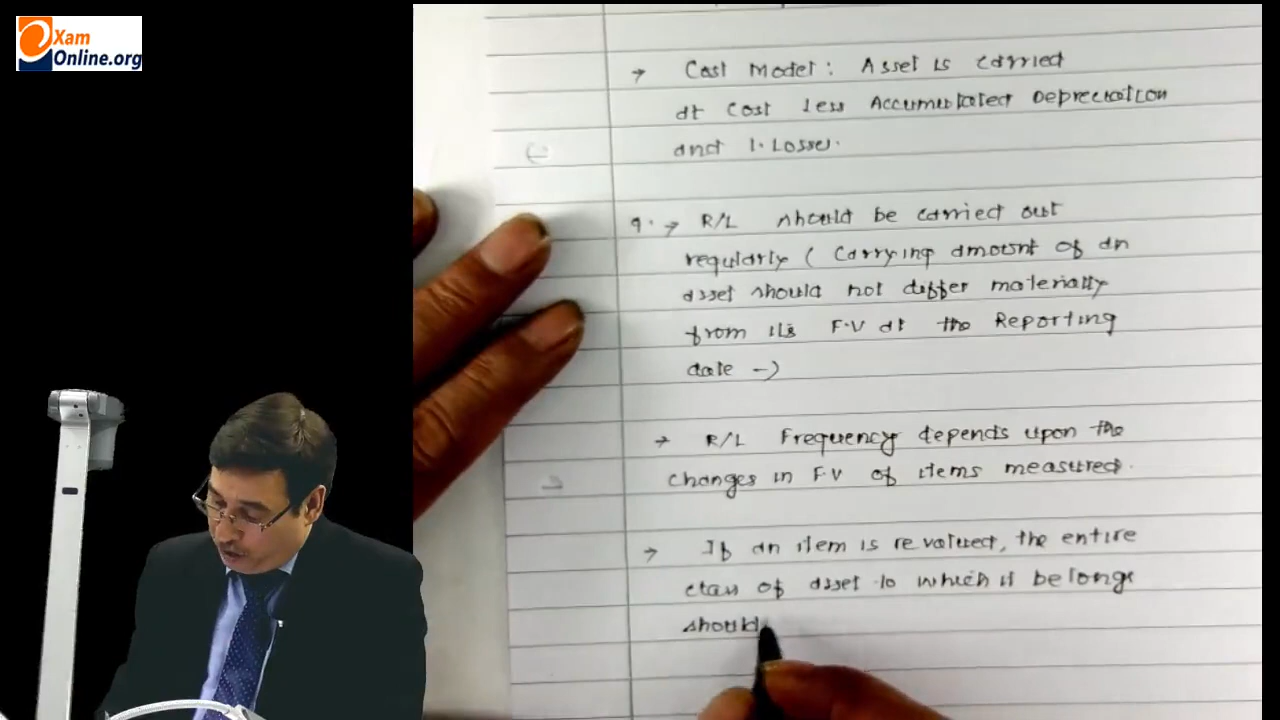 Xam
Online.org
→ Cost Model: Asset is carried
at cost less Accumulated Depreciation
and I. Losses.
9. → R/L should be carried out
regularly ( Carrying amount of an
asset should not differ materially
from its F.V at the Reporting
date →)
→ R/L Frequency depends upon the
changes in F.V of items measured.
→ If an item is revalued, the entire
class of asset to which it belongs
should